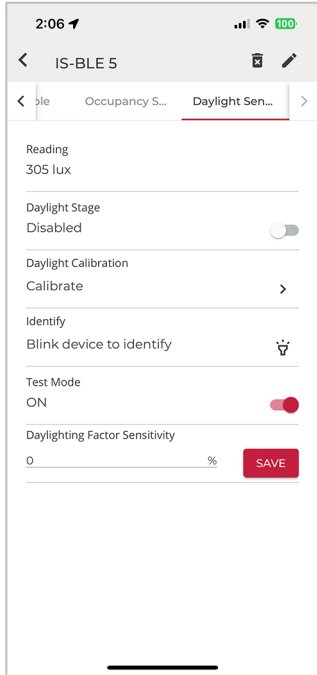 2:06
100
IS-BLE 5
ble
Occupancy S...
Daylight Sen...
Reading
305 lux
Daylight Stage
Disabled
Daylight Calibration
Calibrate
Identify
Blink device to identify
Test Mode
ON
Daylighting Factor Sensitivity
0 %
SAVE